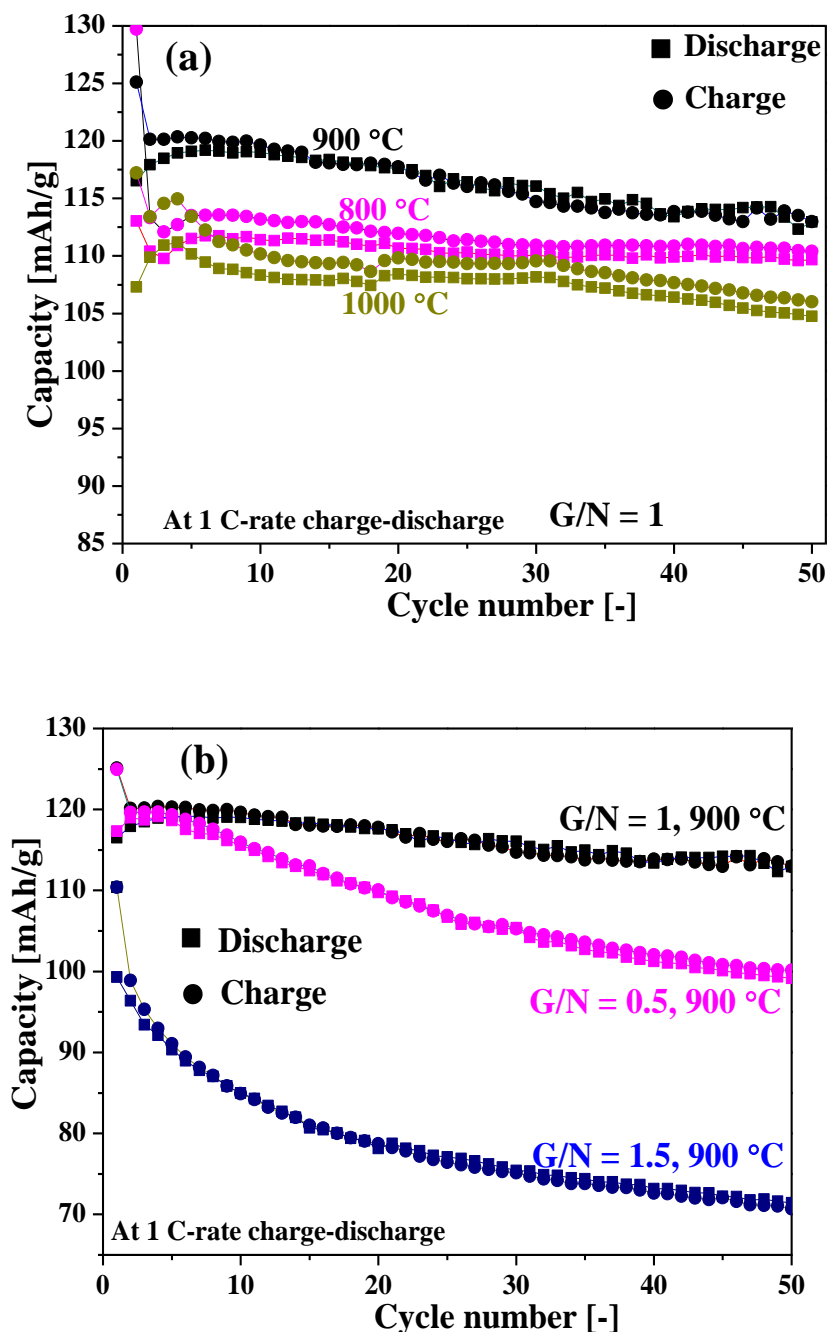 130
(a)
Discharge
125
Charge
120
900 °C
115
800 °C
110
1000 °C
105
100
95
90
At 1 C-rate charge-discharge
G/N = 1
85
0
10
20
30
40
50
Capacity [mAh/g]
Cycle number [-]
130
(b)
120
G/N = 1, 900 °C
110
Discharge
100
Charge
G/N = 0.5, 900 °C
90
80
G/N = 1.5, 900 °C
70
At 1 C-rate charge-discharge
0
10
20
30
40
50
Capacity [mAh/g]
Cycle number [-]